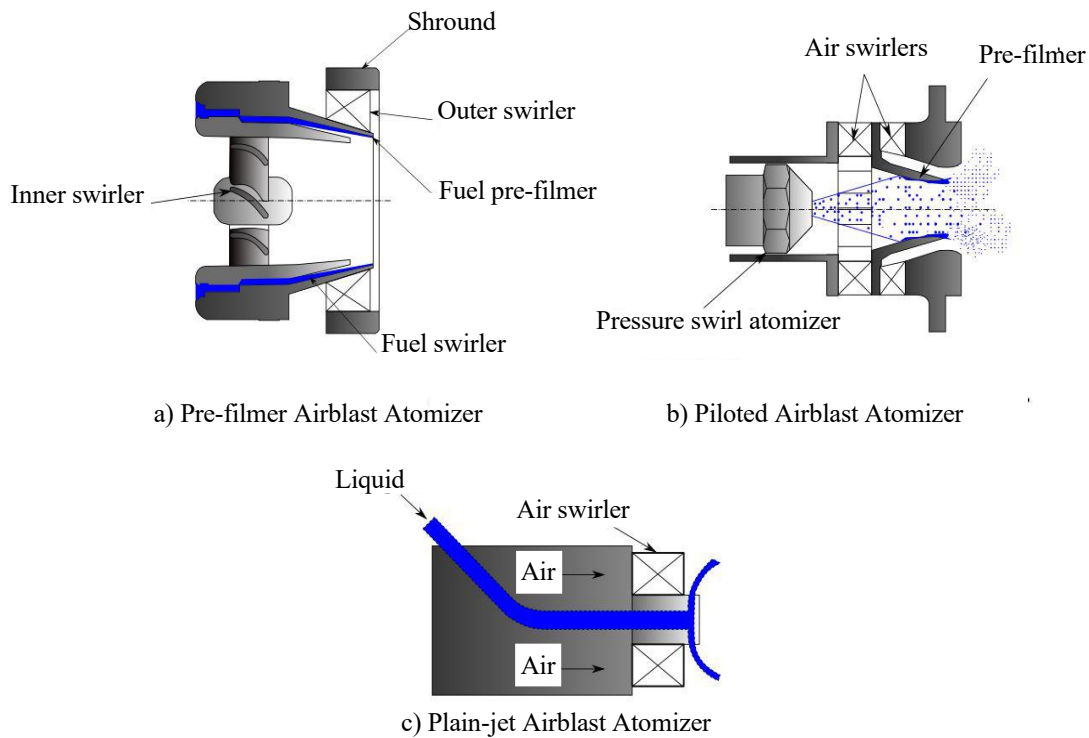 Shround
Outer swirler
Fuel pre-filmer
Inner swirler
Fuel swirler
a) Pre-filmer Airblast Atomizer
Air swirlers
Pre-filmer
Pressure swirl atomizer
b) Piloted Airblast Atomizer
Liquid
Air swirler
Air
Air
c) Plain-jet Airblast Atomizer